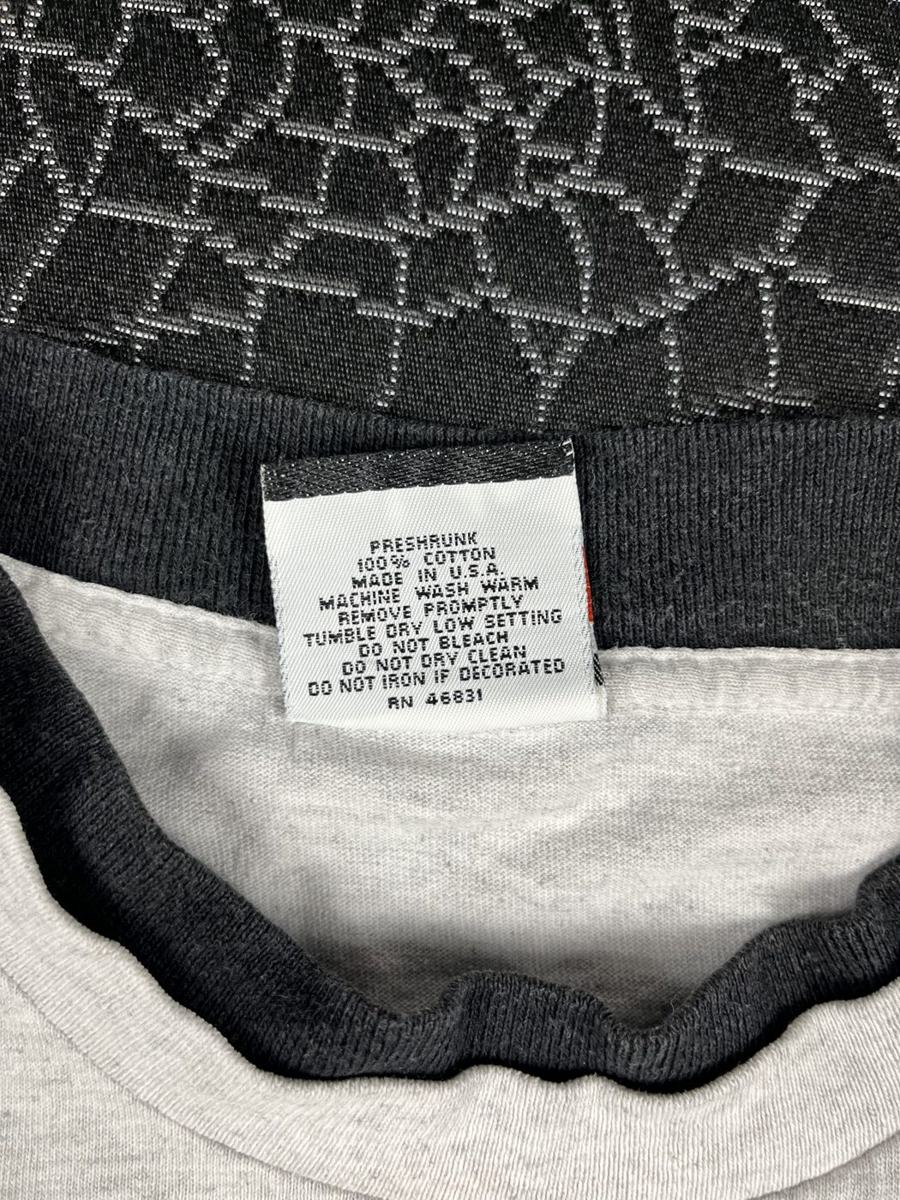 PRESHRUNK
100% COTTON
MADE IN U.S.A.
MACHINE WASH WARM
REMOVE PROMPTLY
TUMBLE DRY LOW SETTING
DO NOT BLEACH
DO NOT DRY CLEAN
DO NOT IRON IF DECORATED
RN 46831